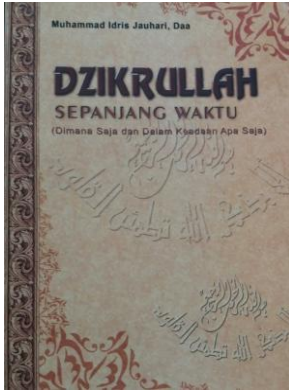 Muhammad Idris Jauhari, Daa
DZIKRULLAH
SEPANJANG WAKTU
(Dimana Saja dan Dalam Keadaan Apa Saja)